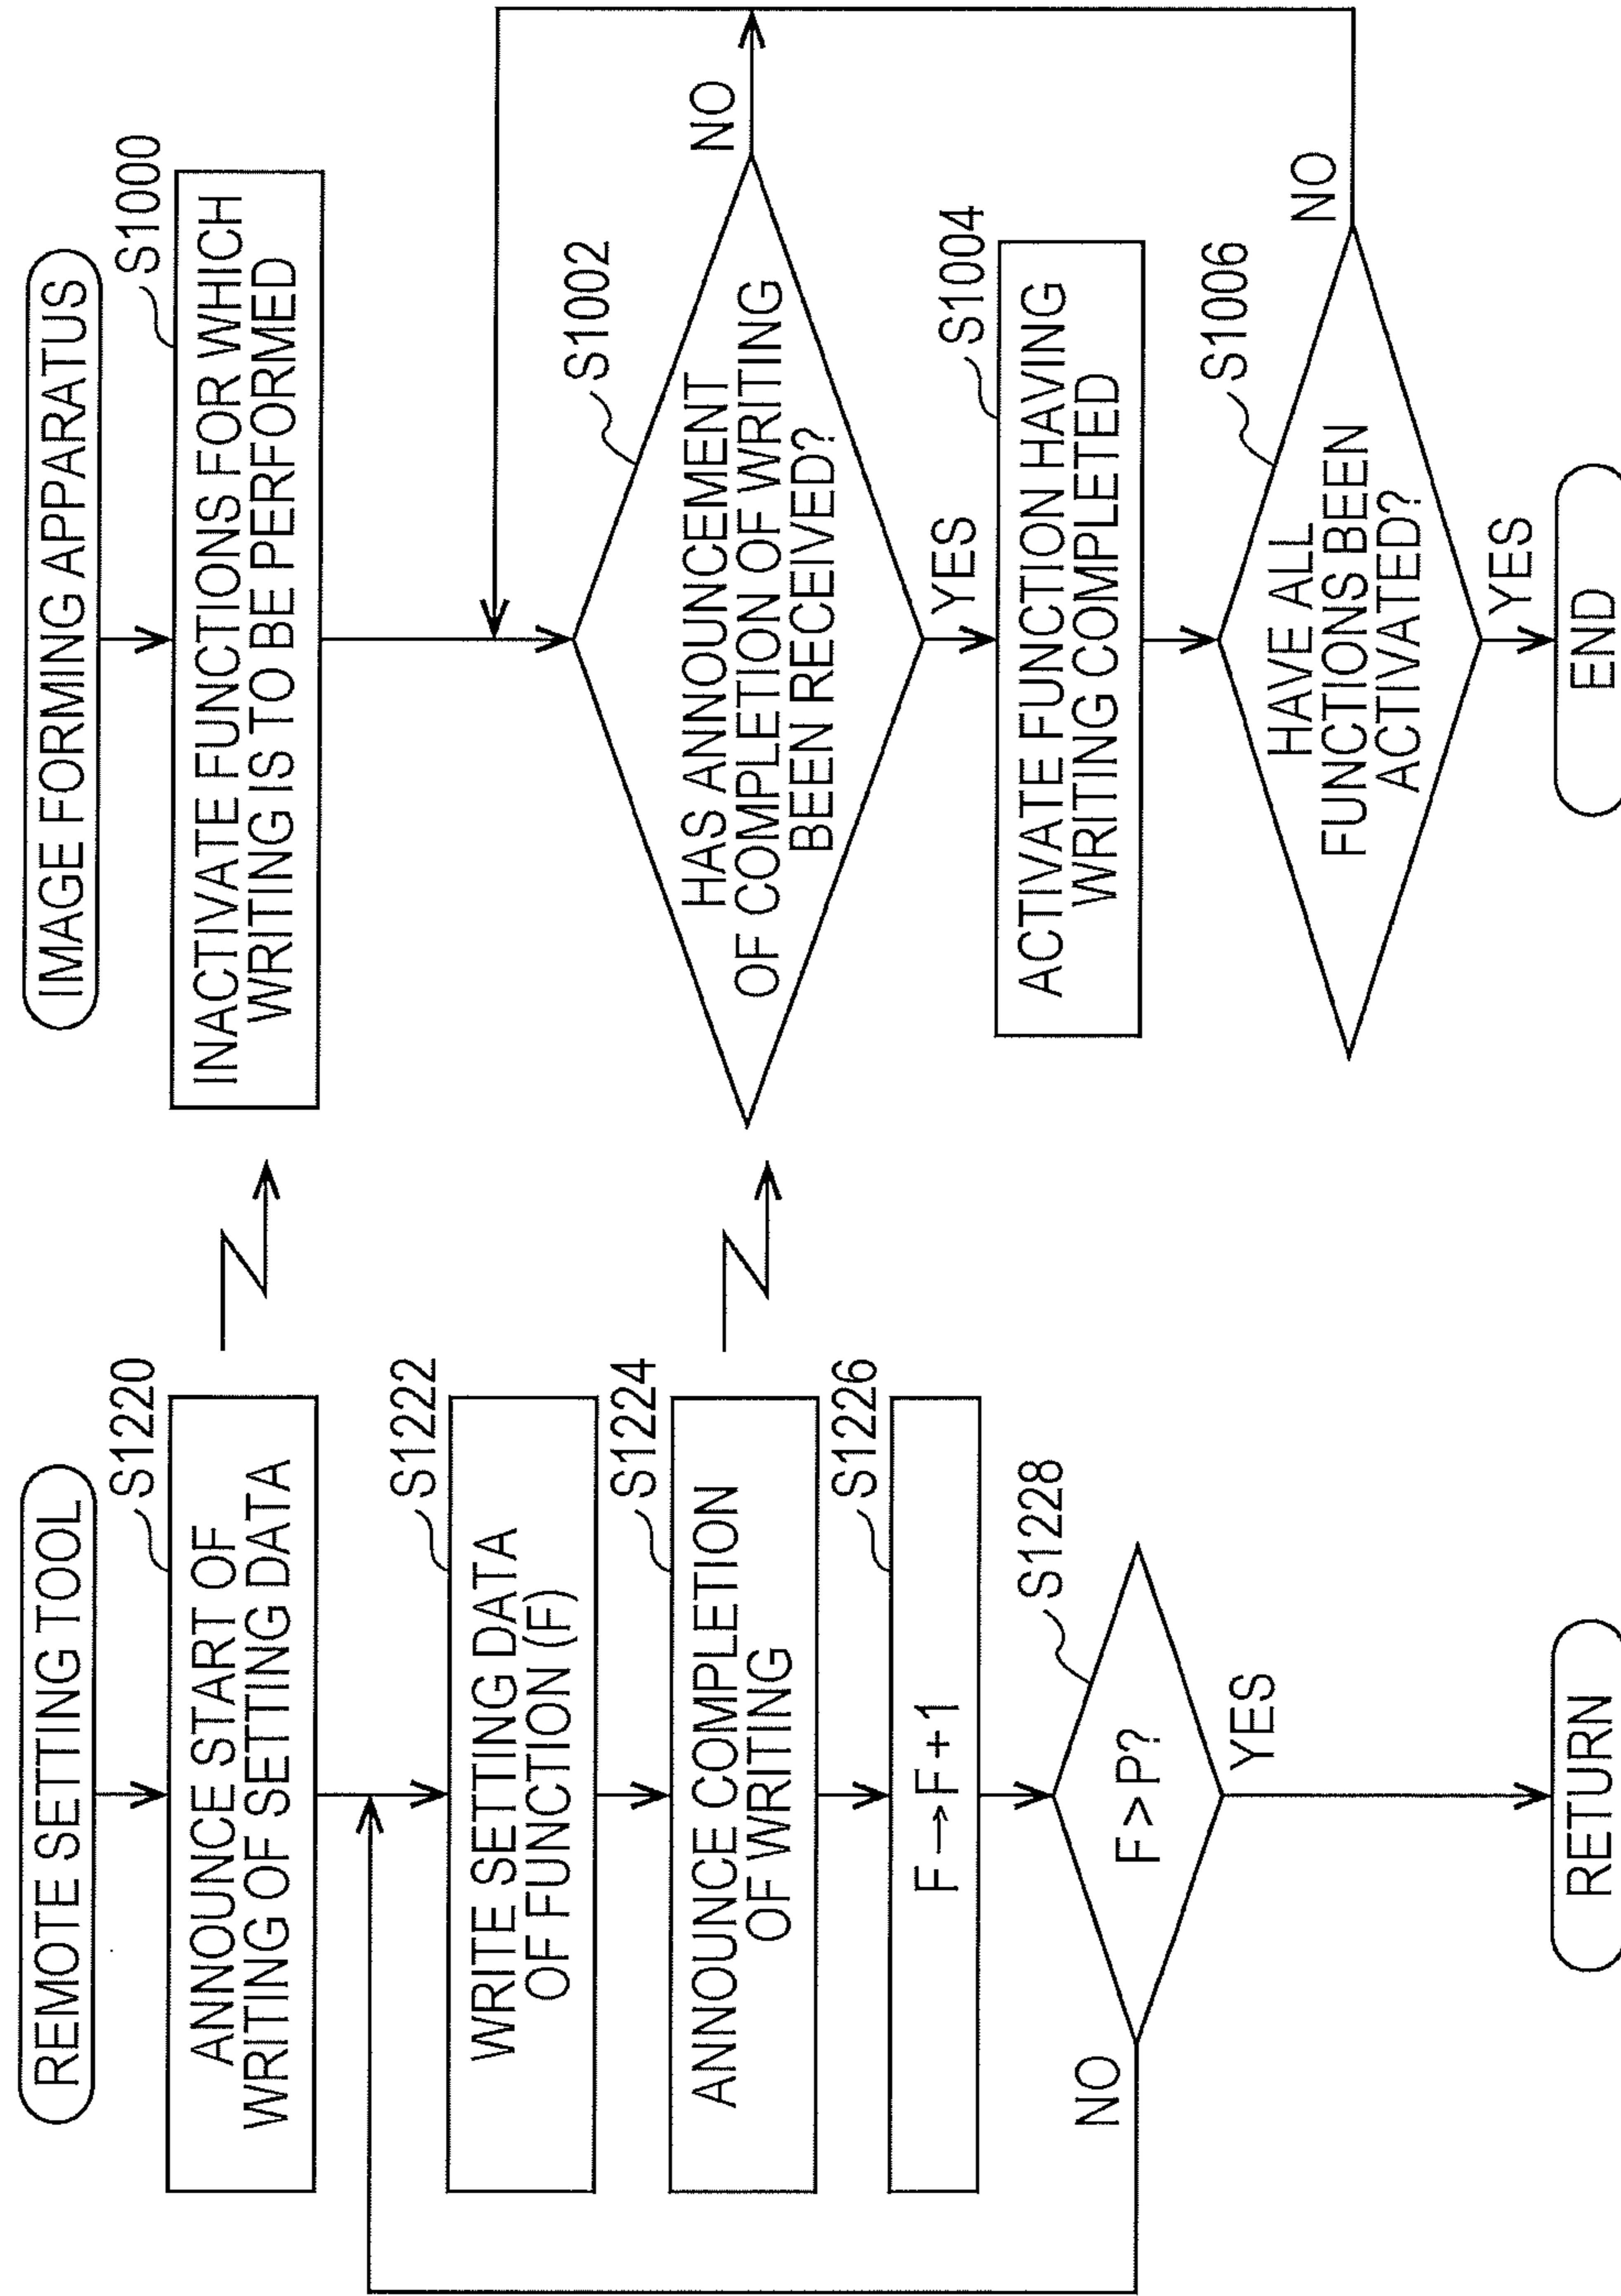 REMOTE SETTING TOOL
S1220
ANNOUNCE START OF
WRITING OF SETTING DATA
S1222
WRITE SETTING DATA
OF FUNCTION (F)
S1224
ANNOUNCE COMPLETION
OF WRITING
S1226
F→F+1
S1228
F>P?
NO
YES
RETURN
IMAGE FORMING APPARATUS
S1000
INACTIVATE FUNCTIONS FOR WHICH
WRITING IS TO BE PERFORMED
S1002
HAS ANNOUNCEMENT
OF COMPLETION OF WRITING
BEEN RECEIVED?
NO
YES
S1004
ACTIVATE FUNCTION HAVING
WRITING COMPLETED
S1006
HAVE ALL
FUNCTIONS BEEN
ACTIVATED?
NO
YES
END